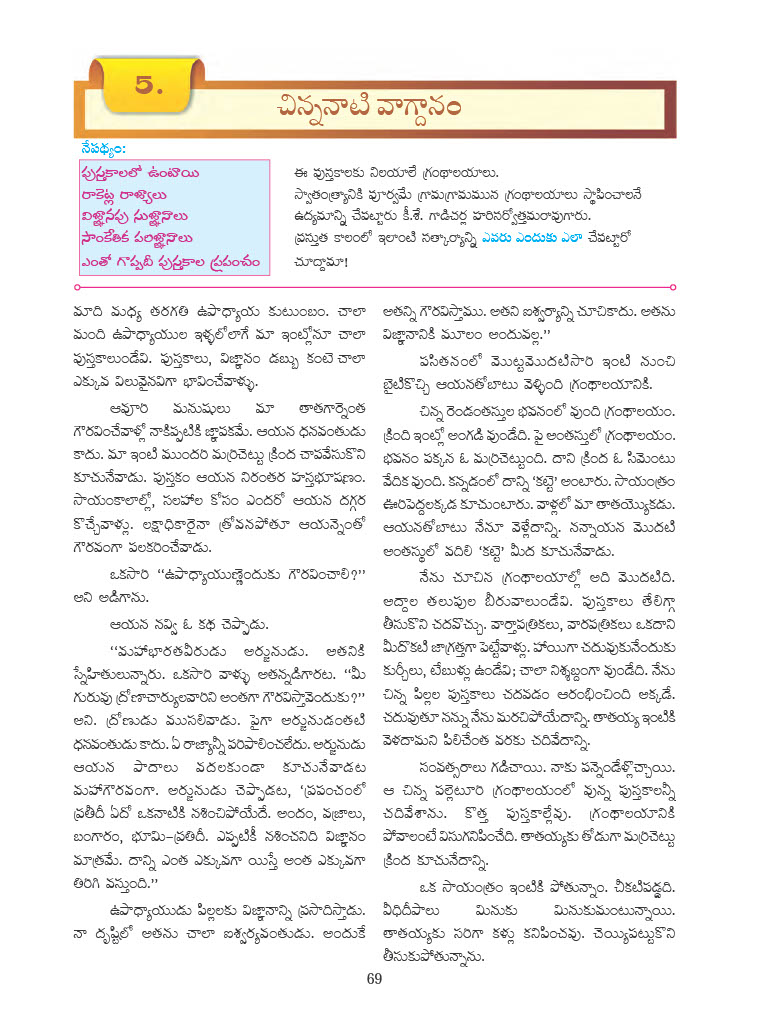 5.
చిన్ననాటి వాగ్దానం
నేపథ్యం:
పుస్తకాలలో ఉంటాయి
రాకెట్ల రాజ్యాలు
విజ్ఞానపు సుజ్ఞానాలు
సాంకేతిక పరిజ్ఞానాలు
ఎంతో గొప్పదీ పుస్తకాల ప్రపంచం
ఈ పుస్తకాలకు నిలయాలే గ్రంథాలయాలు.
స్వాతంత్ర్యానికి పూర్వమే గ్రామగ్రామమున గ్రంథాలయాలు స్థాపించాలనే
ఉద్యమాన్ని చేపట్టారు కీ.శే. గాడిచర్ల హరిసర్వోత్తమరావుగారు.
ప్రస్తుత కాలంలో ఇలాంటి సత్కార్యాన్ని ఎవరు ఎందుకు ఎలా చేపట్టారో
చూద్దామా!
మాది మధ్య తరగతి ఉపాధ్యాయ కుటుంబం. చాలా
మంది ఉపాధ్యాయుల ఇళ్ళలోలాగే మా ఇంట్లోనూ చాలా
పుస్తకాలుండేవి. పుస్తకాలు, విజ్ఞానం డబ్బు కంటె చాలా
ఎక్కువ విలువైనవిగా భావించేవాళ్ళు.
ఆవూరి మనుషులు మా తాతగార్నెంత
గౌరవించేవాళ్లో నాకిప్పటికి జ్ఞాపకమే. ఆయన ధనవంతుడు
కాదు. మా ఇంటి ముందరి మర్రిచెట్టు క్రింద చాపవేసుకొని
కూచునేవాడు. పుస్తకం ఆయన నిరంతర హస్తభూషణం.
సాయంకాలాల్లో, సలహాల కోసం ఎందరో ఆయన దగ్గర
కొచ్చేవాళ్లు. లక్షాధికారైనా త్రోవనపోతూ ఆయన్నెంతో
గౌరవంగా పలకరించేవాడు.
ఒకసారి “ఉపాధ్యాయుణ్ణెందుకు గౌరవించాలి?”
అని అడిగాను.
ఆయన నవ్వి ఓ కథ చెప్పాడు.
“మహాభారతవీరుడు అర్జునుడు. అతనికి
స్నేహితులున్నారు. ఒకసారి వాళ్ళు అతన్నడిగారట. “మీ
గురువు ద్రోణాచార్యులవారిని అంతగా గౌరవిస్తావెందుకు?”
అని. ద్రోణుడు ముసలివాడు. పైగా అర్జునుడంతటి
ధనవంతుడు కాదు. ఏ రాజ్యాన్నీ పరిపాలించలేదు. అర్జునుడు
ఆయన పాదాలు వదలకుండా కూచునేవాడట
మహాగౌరవంగా. అర్జునుడు చెప్పాడట, ‘ప్రపంచంలో
ప్రతీదీ ఏదో ఒకనాటికి నశించిపోయేదే. అందం, వజ్రాలు,
బంగారం, భూమి–ప్రతిదీ. ఎప్పటికీ నశించనిది విజ్ఞానం
మాత్రమే. దాన్ని ఎంత ఎక్కువగా యిస్తే అంత ఎక్కువగా
తిరిగి వస్తుంది.”
ఉపాధ్యాయుడు పిల్లలకు విజ్ఞానాన్ని ప్రసాదిస్తాడు.
నా దృష్టిలో అతను చాలా ఐశ్వర్యవంతుడు. అందుకే
అతన్ని గౌరవిస్తాము. అతని ఐశ్వర్యాన్ని చూచికాదు. అతను
విజ్ఞానానికి మూలం అందువల్ల.”
పసితనంలో మొట్టమొదటిసారి ఇంటి నుంచి
బైటికొచ్చి ఆయనతోబాటు వెళ్ళింది గ్రంథాలయానికి.
చిన్న రెండంతస్తుల భవనంలో వుంది గ్రంథాలయం.
క్రింది ఇంట్లో అంగడి వుండేది. పై అంతస్తులో గ్రంథాలయం.
భవనం పక్కన ఓ మర్రిచెట్టుంది. దాని క్రింద ఓ సిమెంటు
వేదిక వుంది. కన్నడంలో దాన్ని ‘కట్టె’ అంటారు. సాయంత్రం
ఊరిపెద్దలక్కడ కూచుంటారు. వాళ్లలో మా తాతయ్యొకడు.
ఆయనతోబాటు నేనూ వెళ్లేదాన్ని. నన్నాయన మొదటి
అంతస్థులో వదిలి ‘కట్టె’ మీద కూచునేవాడు.
నేను చూచిన గ్రంథాలయాల్లో అది మొదటిది.
అద్దాల తలుపుల బీరువాలుండేవి. పుస్తకాలు తేలిగ్గా
తీసుకొని చదవొచ్చు. వార్తాపత్రికలు, వారపత్రికలు ఒకదాని
మీదొకటి జాగ్రత్తగా పెట్టేవాళ్లు. హాయిగా చదువుకునేందుకు
కుర్చీలు, టేబుళ్లు ఉండేవి; చాలా నిశ్శబ్దంగా వుండేది. నేను
చిన్న పిల్లల పుస్తకాలు చదవడం ఆరంభించింది అక్కడే.
చదువుతూ నన్ను నేను మరచిపోయేదాన్ని. తాతయ్య ఇంటికి
వెళదామని పిలిచేంత వరకు చదివేదాన్ని.
సంవత్సరాలు గడిచాయి. నాకు పన్నెండేళ్లొచ్చాయి.
ఆ చిన్న పల్లెటూరి గ్రంథాలయంలో వున్న పుస్తకాలన్నీ
చదివేశాను. కొత్త పుస్తకాల్లేవు. గ్రంథాలయానికి
పోవాలంటే విసుగనిపించేది. తాతయ్యకు తోడుగా మర్రిచెట్టు
క్రింద కూచునేదాన్ని.
ఒక సాయంత్రం ఇంటికి పోతున్నాం. చీకటిపడ్డది.
వీధిదీపాలు మినుకు మినుకుమంటున్నాయి.
తాతయ్యకు సరిగా కళ్లు కనిపించవు. చెయ్యిపట్టుకొని
తీసుకుపోతున్నాను.
69